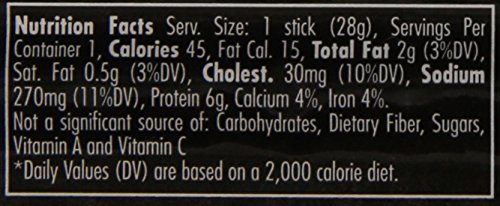 Nutrition Facts Serv. Size: 1 stick (28g), Servings Per
Container 1, Calories 45, Fat Cal. 15, Total Fat 2g (3%DV),
Sat. Fat 0.5g (3%DV), Cholest. 30mg (10%DV), Sodium
270mg (11%DV), Protein 6g, Calcium 4%, Iron 4%.
Not a significant source of: Carbohydrates, Dietary Fiber, Sugars,
Vitamin A and Vitamin C
*Daily Values (DV) are based on a 2,000 calorie diet.